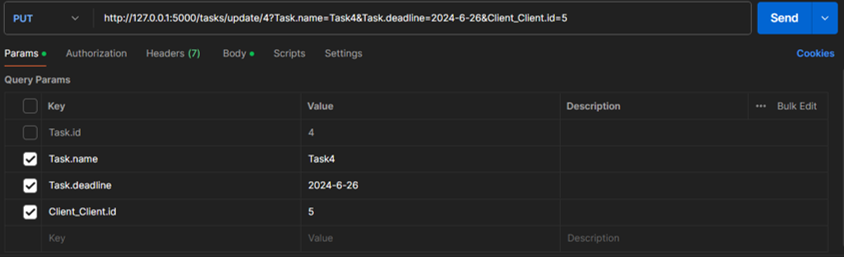 PUT http://127.0.0.1:5000/tasks/update/4?Task.name=Task4&Task.deadline=2024-6-26&Client_Client.id=5 Send
Params Authorization Headers (7) Body Scripts Settings Cookies
Query Params
Key Value Description ... Bulk Edit
Task.id 4
Task.name Task4
Task.deadline 2024-6-26
Client_Client.id 5
Key Value Description